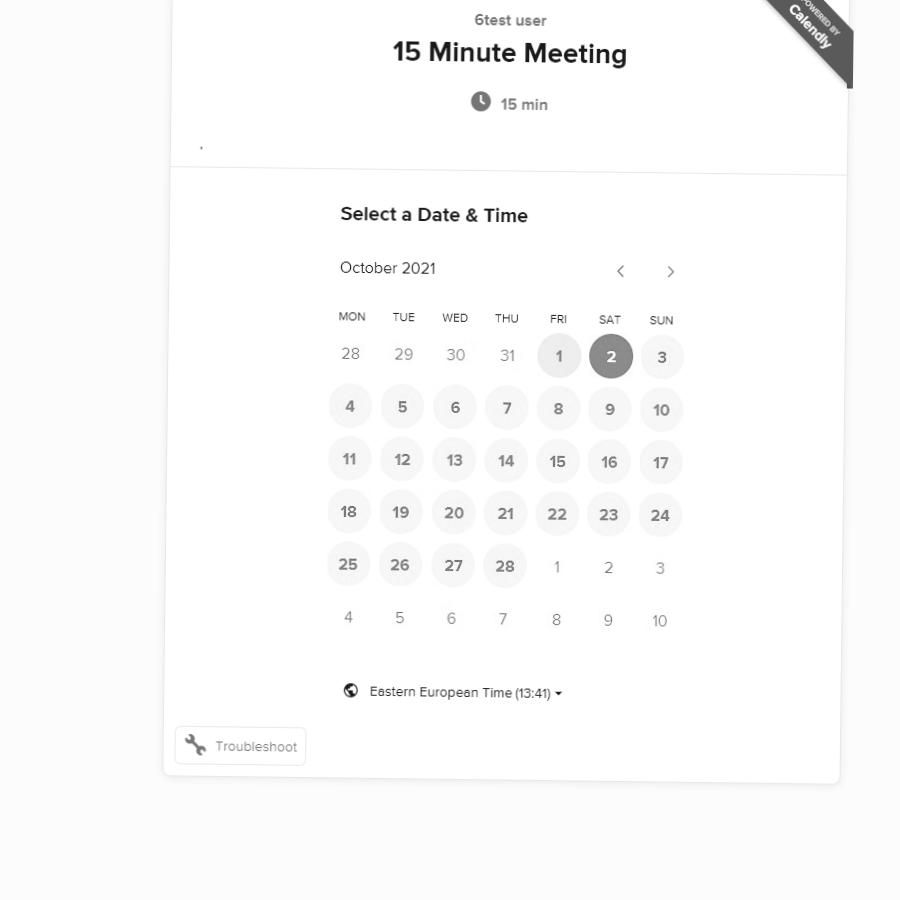 6test user
POWERED BY
Calendly
15 Minute Meeting
15 min
.
Select a Date & Time
October 2021
MON TUE WED THU FRI SAT SUN
28 29 30 31 1 2 3
4 5 6 7 8 9 10
11 12 13 14 15 16 17
18 19 20 21 22 23 24
25 26 27 28 1 2 3
4 5 6 7 8 9 10
Eastern European Time (13:41)
Troubleshoot